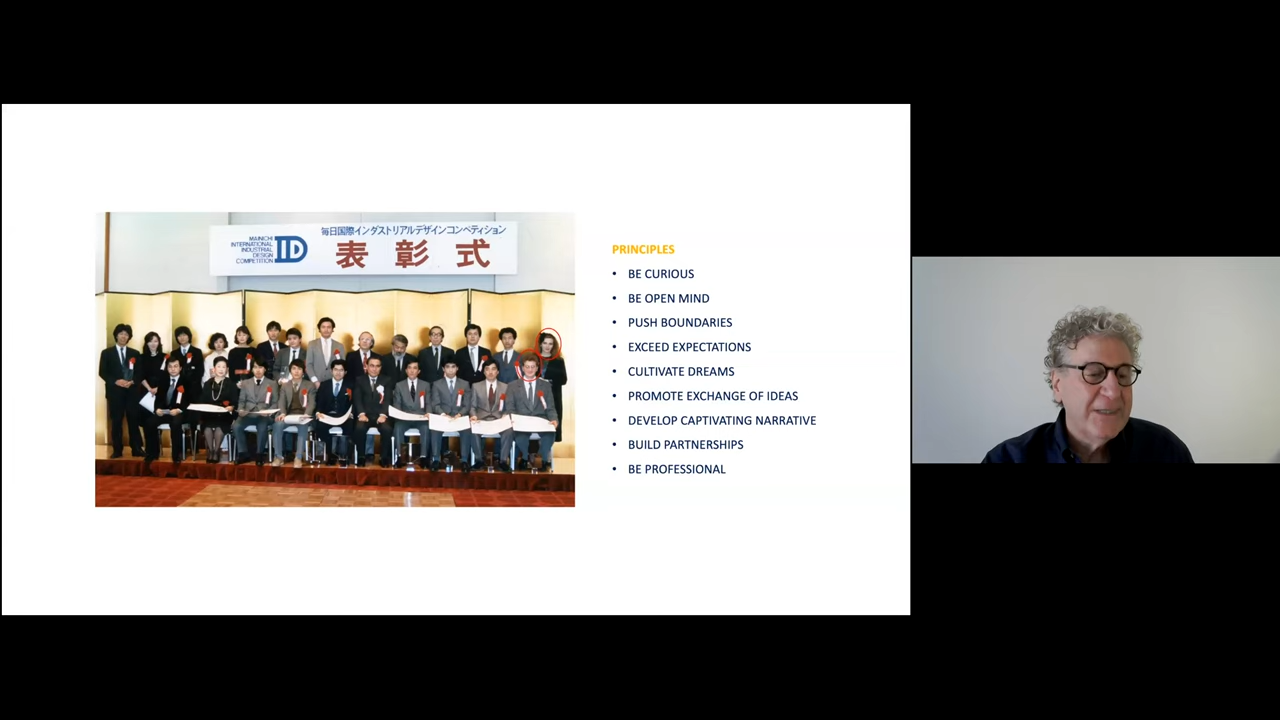 MAINICHI
INTERNATIONAL
INDUSTRIAL
DESIGN
COMPETITION
ID
毎日国際インダストリアルデザインコンペティション
表彰式
PRINCIPLES
• BE CURIOUS
• BE OPEN MIND
• PUSH BOUNDARIES
• EXCEED EXPECTATIONS
• CULTIVATE DREAMS
• PROMOTE EXCHANGE OF IDEAS
• DEVELOP CAPTIVATING NARRATIVE
• BUILD PARTNERSHIPS
• BE PROFESSIONAL